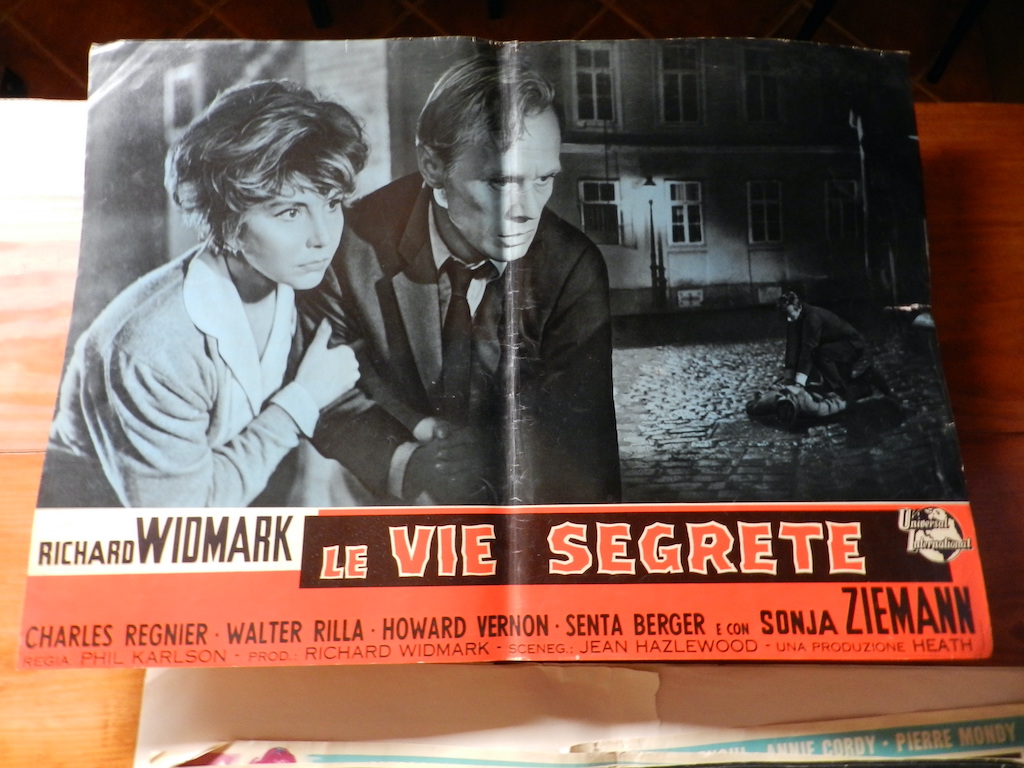 RICHARD WIDMARK
LE VIE SEGRETE
Universal
International
CHARLES REGNIER · WALTER RILLA · HOWARD VERNON · SENTA BERGER E CON SONJA ZIEMANN
REGIA PHIL KARLSON - PROD.: RICHARD WIDMARK - SCENEG.: JEAN HAZLEWOOD - UNA PRODUZIONE HEATH
ANNIE CORDY · PIERRE MONDY